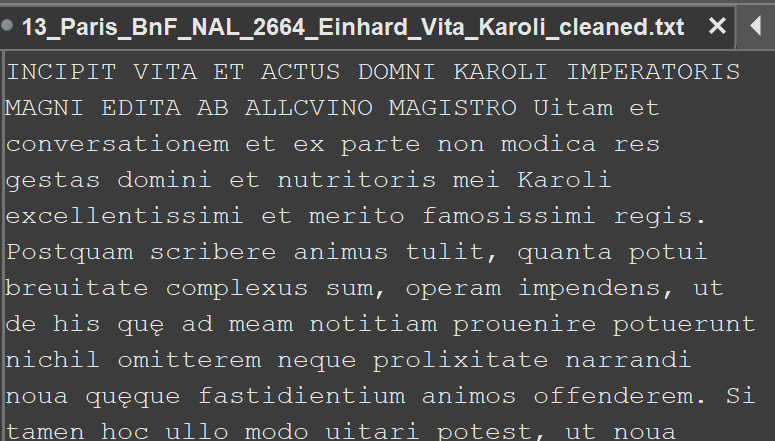 13_Paris_BnF_NAL_2664_Einhard_Vita_Karoli_cleaned.txt
INCIPIT VITA ET ACTUS DOMNI KAROLI IMPERATORIS
MAGNI EDITA AB ALLCVINO MAGISTRO Uitam et
conversationem et ex parte non modica res
gestas domini et nutritoris mei Karoli
excellentissimi et merito famosissimi regis.
Postquam scribere animus tulit, quanta potui
breuitate complexus sum, operam impendens, ut
de his quę ad meam notitiam prouenire potuerunt
nichil omitterem neque prolixitate narrandi
noua quęque fastidientium animos offenderem. Si
tamen hoc ullo modo uitari potest, ut noua